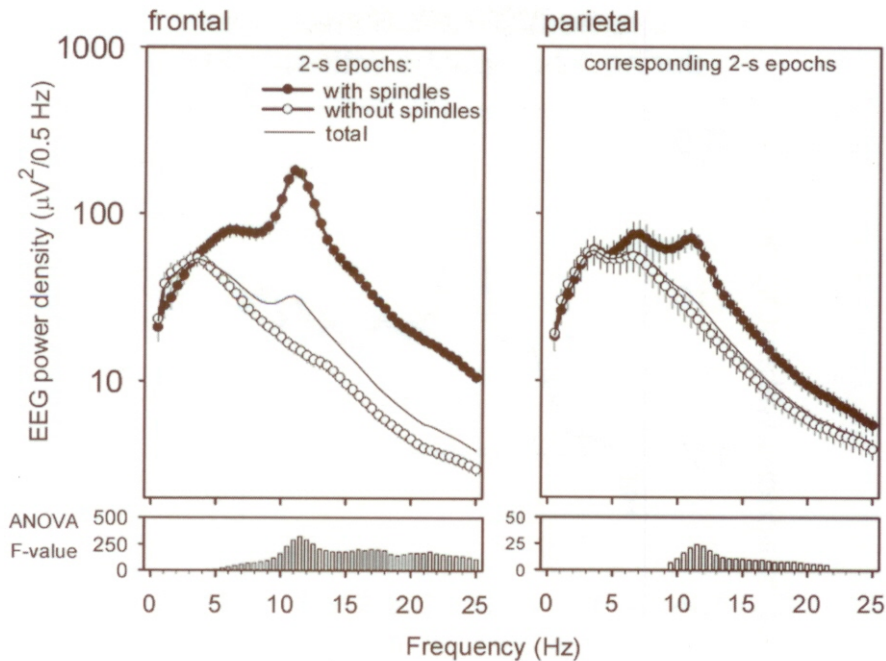 frontal
parietal
1000
100
10
EEG power density (µV²/0.5 Hz)
2-s epochs:
with spindles
without spindles
total
corresponding 2-s epochs
ANOVA
F-value
500
250
0
50
25
0
0 5 10 15 20 25
0 5 10 15 20 25
Frequency (Hz)